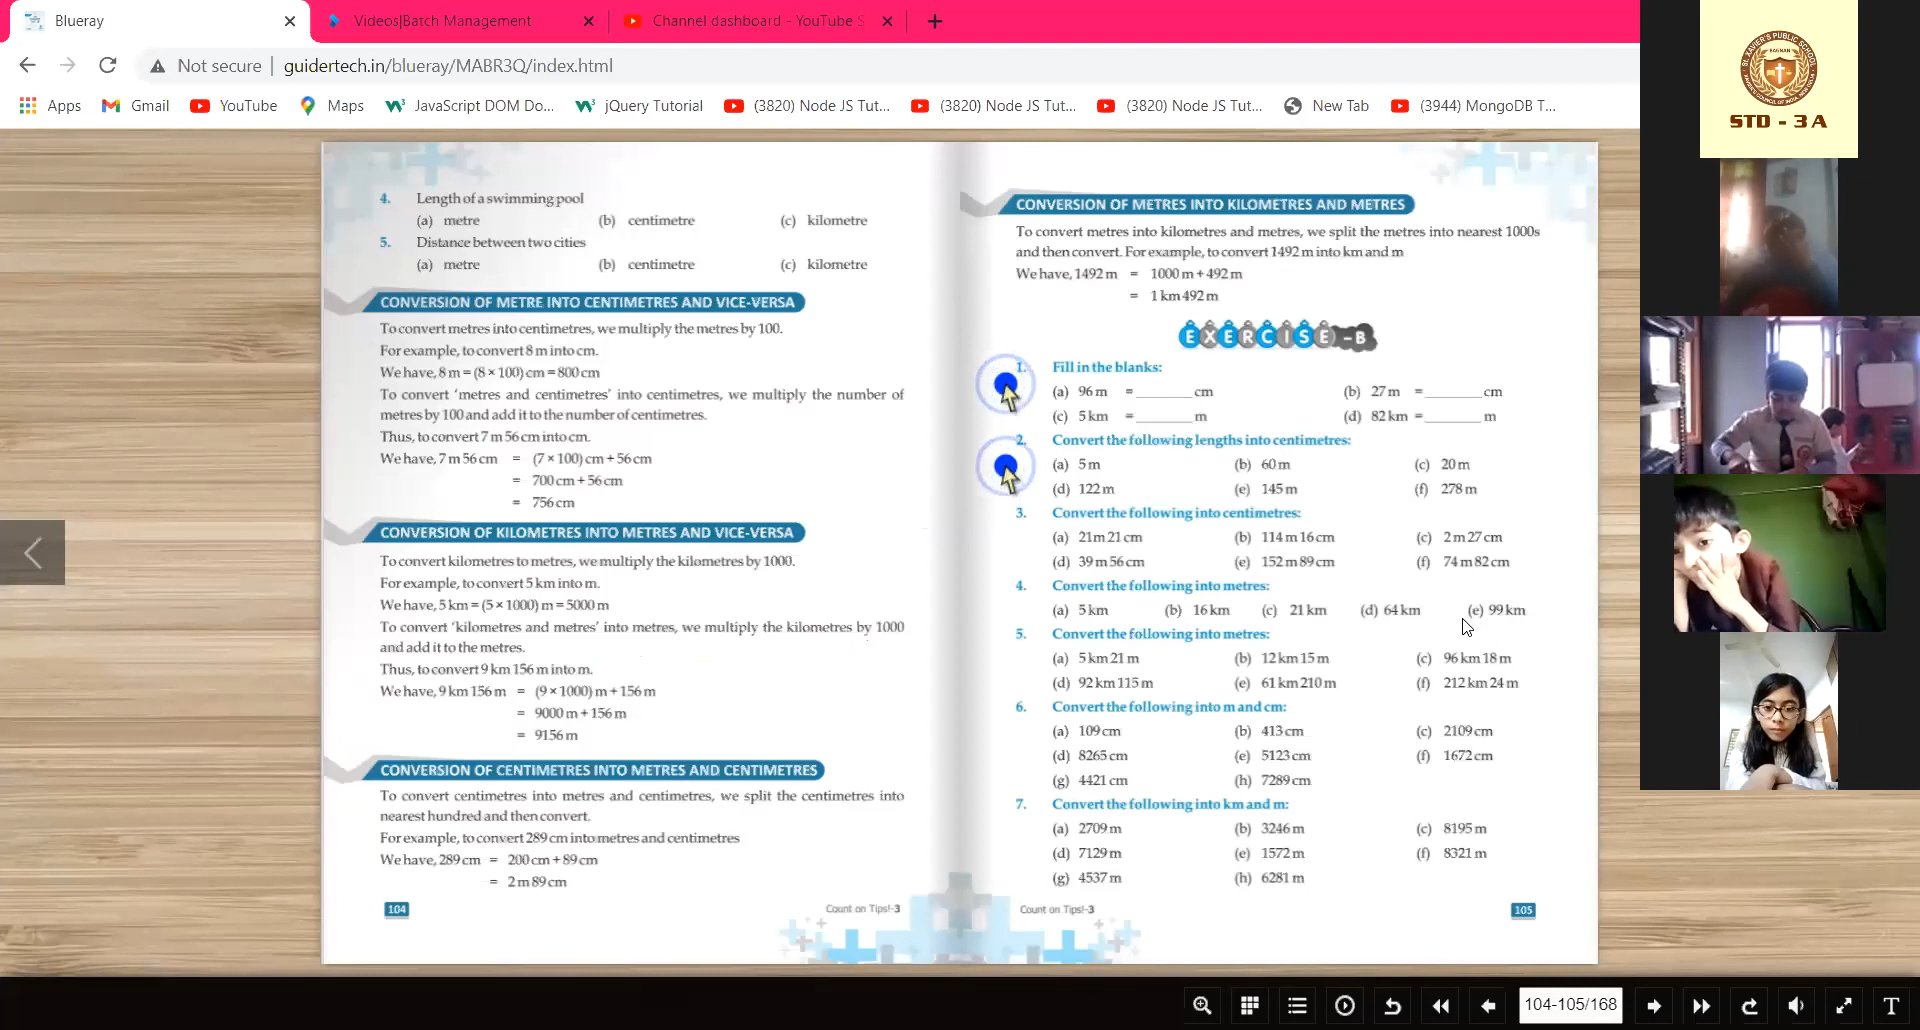 Blueray
Videos|Batch Management
Channel dashboard - YouTube S
Not secure
guidertech.in/blueray/MABR3Q/index.html
Apps
Gmail
YouTube
Maps
JavaScript DOM Do...
jQuery Tutorial
(3820) Node JS Tut...
(3820) Node JS Tut...
(3820) Node JS Tut...
New Tab
(3944) MongoDB T...
4. Length of a swimming pool
(a) metre (b) centimetre (c) kilometre
5. Distance between two cities
(a) metre (b) centimetre (c) kilometre
CONVERSION OF METRE INTO CENTIMETRES AND VICE-VERSA
To convert metres into centimetres, we multiply the metres by 100.
For example, to convert 8 m into cm.
We have, 8 m = (8 × 100) cm = 800 cm
To convert 'metres and centimetres' into centimetres, we multiply the number of
metres by 100 and add it to the number of centimetres.
Thus, to convert 7 m 56 cm into cm.
We have, 7 m 56 cm = (7 × 100) cm + 56 cm
= 700 cm + 56 cm
= 756 cm
CONVERSION OF KILOMETRES INTO METRES AND VICE-VERSA
To convert kilometres to metres, we multiply the kilometres by 1000.
For example, to convert 5 km into m.
We have, 5 km = (5 × 1000) m = 5000 m
To convert 'kilometres and metres' into metres, we multiply the kilometres by 1000
and add it to the metres.
Thus, to convert 9 km 156 m into m.
We have, 9 km 156 m = (9 × 1000) m + 156 m
= 9000 m + 156 m
= 9156 m
CONVERSION OF CENTIMETRES INTO METRES AND CENTIMETRES
To convert centimetres into metres and centimetres, we split the centimetres into
nearest hundred and then convert.
For example, to convert 289 cm into metres and centimetres
We have, 289 cm = 200 cm + 89 cm
= 2 m 89 cm
104
Count on Tips!-3
CONVERSION OF METRES INTO KILOMETRES AND METRES
To convert metres into kilometres and metres, we split the metres into nearest 1000s
and then convert. For example, to convert 1492 m into km and m
We have, 1492 m = 1000 m + 492 m
= 1 km 492 m
EXERCISE-B
1. Fill in the blanks:
(a) 96 m = ________ cm (b) 27 m = ________ cm
(c) 5 km = ________ m (d) 82 km = ________ m
2. Convert the following lengths into centimetres:
(a) 5 m (b) 60 m (c) 20 m
(d) 122 m (e) 145 m (f) 278 m
3. Convert the following into centimetres:
(a) 21 m 21 cm (b) 114 m 16 cm (c) 2 m 27 cm
(d) 39 m 56 cm (e) 152 m 89 cm (f) 74 m 82 cm
4. Convert the following into metres:
(a) 5 km (b) 16 km (c) 21 km (d) 64 km (e) 99 km
5. Convert the following into metres:
(a) 5 km 21 m (b) 12 km 15 m (c) 96 km 18 m
(d) 92 km 115 m (e) 61 km 210 m (f) 212 km 24 m
6. Convert the following into m and cm:
(a) 109 cm (b) 413 cm (c) 2109 cm
(d) 8265 cm (e) 5123 cm (f) 1672 cm
(g) 4421 cm (h) 7289 cm
7. Convert the following into km and m:
(a) 2709 m (b) 3246 m (c) 8195 m
(d) 7129 m (e) 1572 m (f) 8321 m
(g) 4537 m (h) 6281 m
Count on Tips!-3
105
ST. XAVIER'S PUBLIC SCHOOL
BAGNAN
STD - 3 A
104-105/168
T